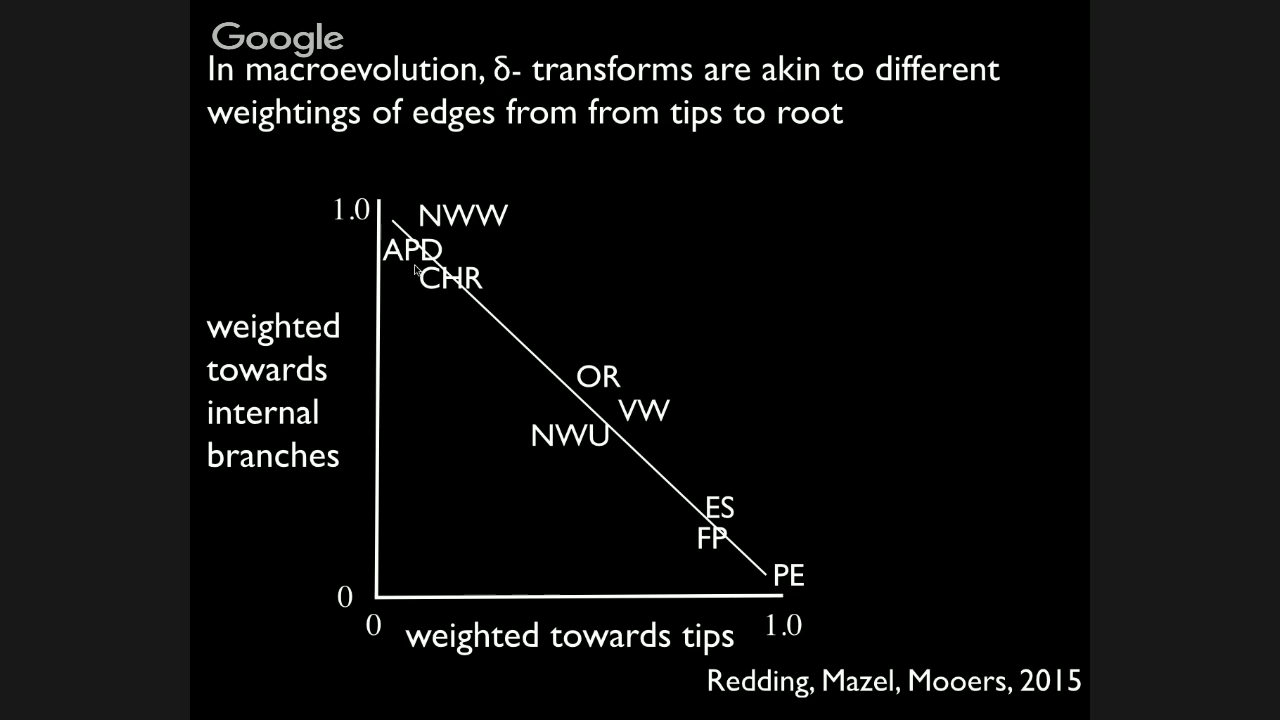 Google
In macroevolution, δ- transforms are akin to different
weightings of edges from from tips to root
1.0
NWW
APD
CHR
weighted
towards
internal
branches
OR
VW
NWU
ES
FP
PE
0
0
weighted towards tips
1.0
Redding, Mazel, Mooers, 2015